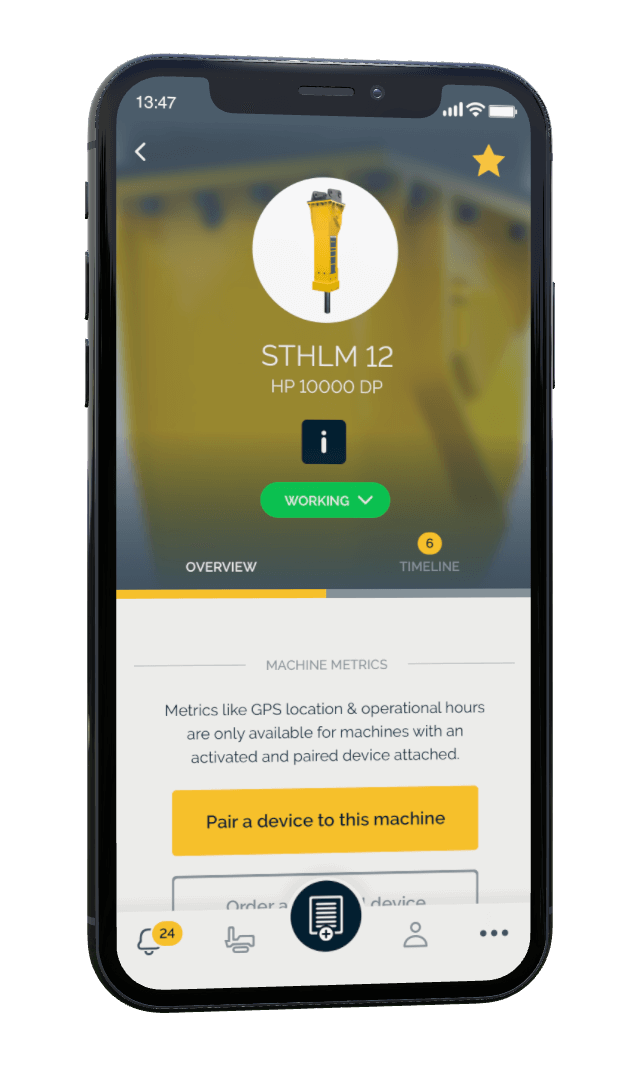 13:47
STHLM 12
HP 10000 DP
i
WORKING
6
OVERVIEW
TIMELINE
MACHINE METRICS
Metrics like GPS location & operational hours
are only available for machines with an
activated and paired device attached.
Pair a device to this machine
Order a device
24